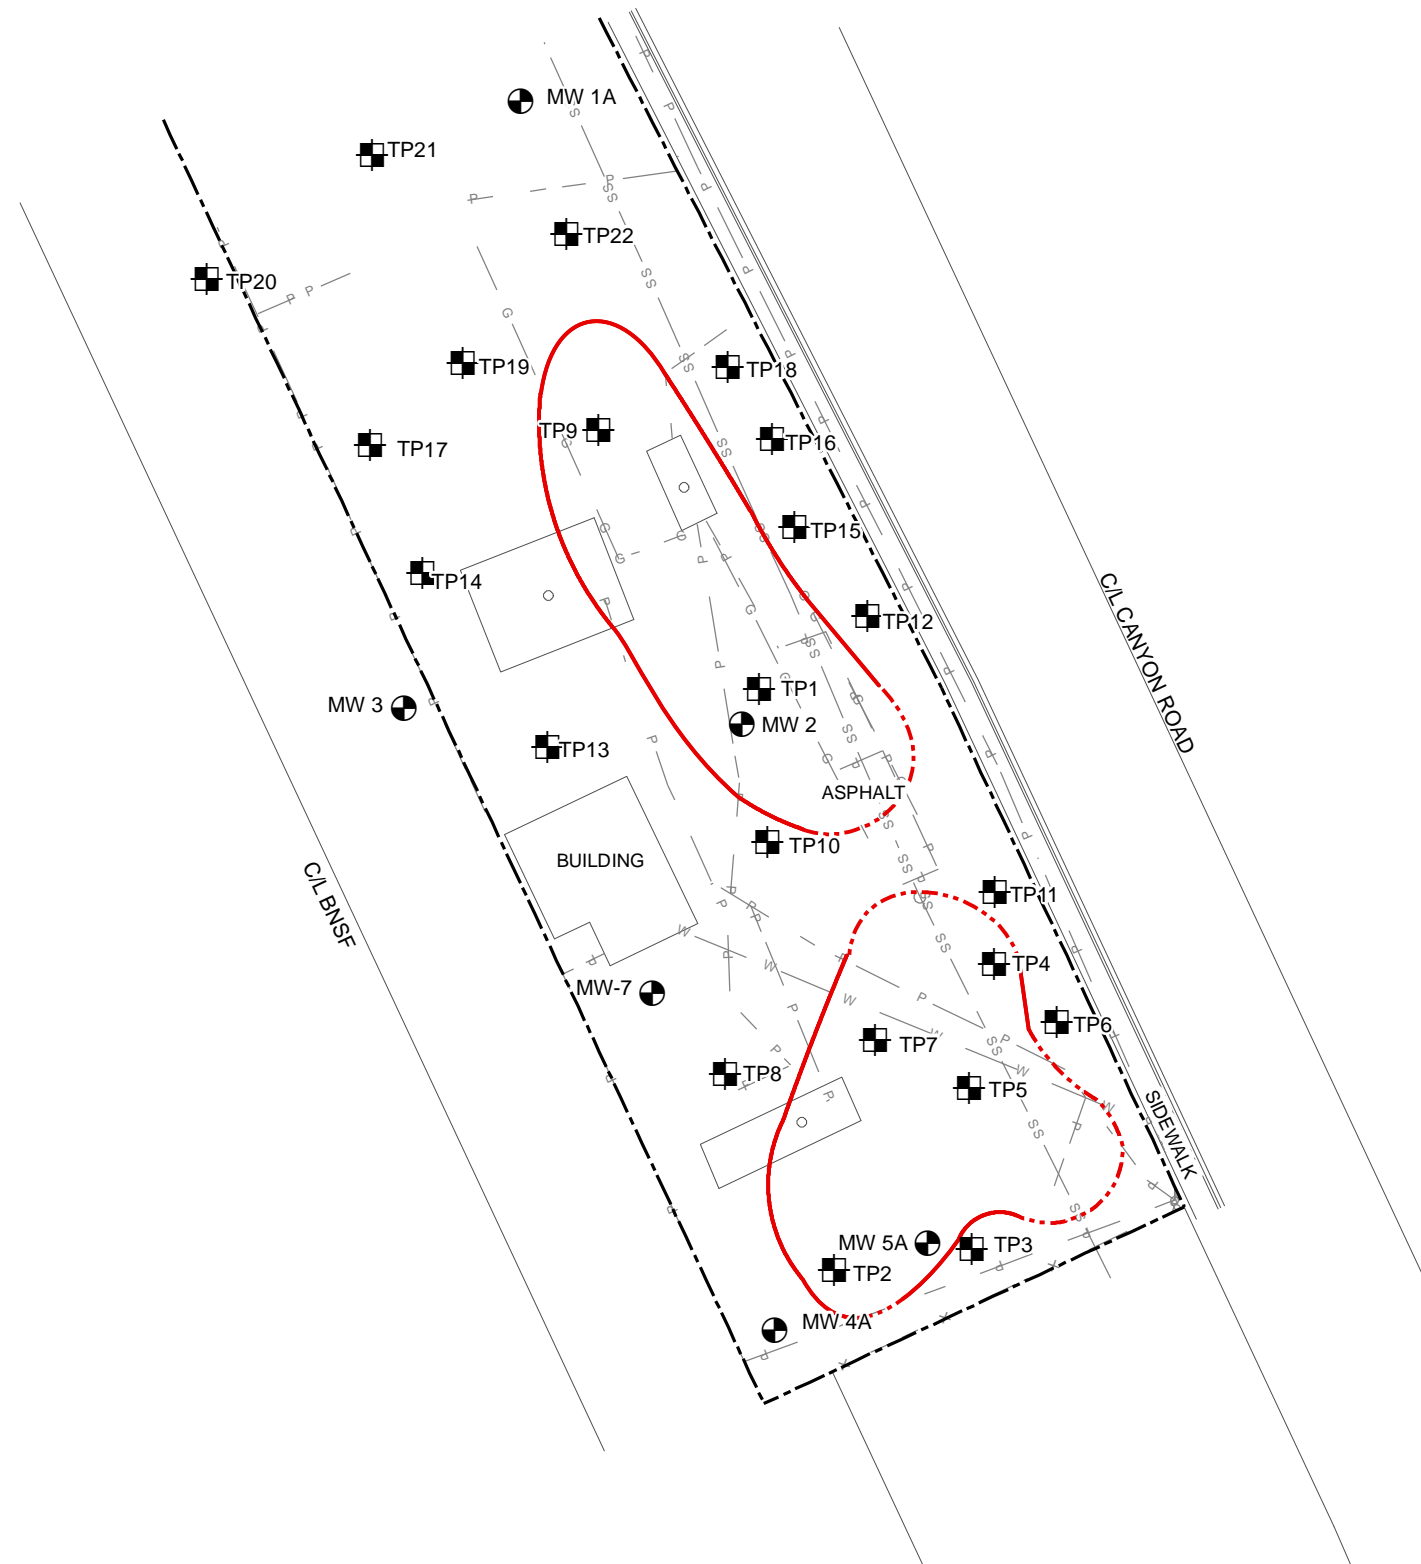 MW 1A
TP21
TP22
TP20
TP19
TP18
TP9
TP16
TP17
TP15
TP14
TP12
C/L CANYON ROAD
TP1
MW 3
MW 2
TP13
ASPHALT
TP10
BUILDING
C/L BNSF
TP11
TP4
MW-7
TP6
TP7
TP8
TP5
SIDEWALK
MW 5A
TP3
TP2
MW 4A